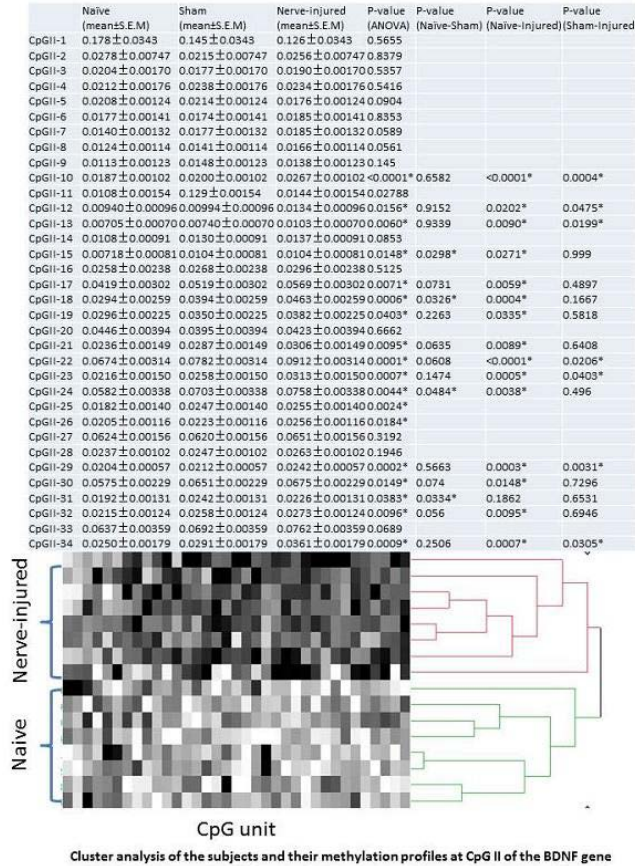 Naïve Sham Nerve-injured P-value P-value P-value P-value
(mean±S.E.M) (mean±S.E.M) (mean±S.E.M) (ANOVA) (Naïve-Sham) (Naïve-Injured) (Sham-Injured)
CpGII-1 0.178±0.0343 0.145±0.0343 0.126±0.0343 0.5655
CpGII-2 0.0278±0.00747 0.0215±0.00747 0.0256±0.00747 0.8379
CpGII-3 0.0204±0.00170 0.0177±0.00170 0.0190±0.00170 0.5357
CpGII-4 0.0212±0.00176 0.0238±0.00176 0.0234±0.00176 0.5416
CpGII-5 0.0208±0.00124 0.0214±0.00124 0.0176±0.00124 0.0904
CpGII-6 0.0177±0.00141 0.0174±0.00141 0.0185±0.00141 0.8353
CpGII-7 0.0140±0.00132 0.0177±0.00132 0.0185±0.00132 0.0589
CpGII-8 0.0124±0.00114 0.0141±0.00114 0.0166±0.00114 0.0561
CpGII-9 0.0113±0.00123 0.0148±0.00123 0.0138±0.00123 0.145
CpGII-10 0.0187±0.00102 0.0200±0.00102 0.0267±0.00102 <0.0001* 0.6582 <0.0001* 0.0004*
CpGII-11 0.0108±0.00154 0.129±0.00154 0.0144±0.00154 0.02788
CpGII-12 0.00940±0.00096 0.00994±0.00096 0.0134±0.00096 0.0156* 0.9152 0.0202* 0.0475*
CpGII-13 0.00705±0.00070 0.00740±0.00070 0.0103±0.00070 0.0060* 0.9339 0.0090* 0.0199*
CpGII-14 0.0108±0.00091 0.0130±0.00091 0.0137±0.00091 0.0853
CpGII-15 0.00718±0.00081 0.0104±0.00081 0.0104±0.00081 0.0148* 0.0298* 0.0271* 0.999
CpGII-16 0.0258±0.00238 0.0268±0.00238 0.0296±0.00238 0.5125
CpGII-17 0.0419±0.00302 0.0519±0.00302 0.0569±0.00302 0.0071* 0.0731 0.0059* 0.4897
CpGII-18 0.0294±0.00259 0.0394±0.00259 0.0463±0.00259 0.0006* 0.0326* 0.0004* 0.1667
CpGII-19 0.0296±0.00225 0.0350±0.00225 0.0382±0.00225 0.0403* 0.2263 0.0335* 0.5818
CpGII-20 0.0446±0.00394 0.0395±0.00394 0.0423±0.00394 0.6662
CpGII-21 0.0236±0.00149 0.0287±0.00149 0.0306±0.00149 0.0095* 0.0635 0.0089* 0.6408
CpGII-22 0.0674±0.00314 0.0782±0.00314 0.0912±0.00314 0.0001* 0.0608 <0.0001* 0.0206*
CpGII-23 0.0216±0.00150 0.0258±0.00150 0.0313±0.00150 0.0007* 0.1474 0.0005* 0.0403*
CpGII-24 0.0582±0.00338 0.0703±0.00338 0.0758±0.00338 0.0044* 0.0484* 0.0038* 0.496
CpGII-25 0.0182±0.00140 0.0247±0.00140 0.0255±0.00140 0.0024*
CpGII-26 0.0205±0.00116 0.0223±0.00116 0.0256±0.00116 0.0184*
CpGII-27 0.0624±0.00156 0.0620±0.00156 0.0651±0.00156 0.3192
CpGII-28 0.0237±0.00102 0.0247±0.00102 0.0263±0.00102 0.1946
CpGII-29 0.0204±0.00057 0.0212±0.00057 0.0242±0.00057 0.0002* 0.5663 0.0003* 0.0031*
CpGII-30 0.0575±0.00229 0.0651±0.00229 0.0675±0.00229 0.0149* 0.074 0.0148* 0.7296
CpGII-31 0.0192±0.00131 0.0242±0.00131 0.0226±0.00131 0.0383* 0.0334* 0.1862 0.6531
CpGII-32 0.0215±0.00124 0.0258±0.00124 0.0273±0.00124 0.0096* 0.056 0.0095* 0.6946
CpGII-33 0.0637±0.00359 0.0692±0.00359 0.0762±0.00359 0.0689
CpGII-34 0.0250±0.00179 0.0291±0.00179 0.0361±0.00179 0.0009* 0.2506 0.0007* 0.0305*
Nerve-injured
Naive
CpG unit
Cluster analysis of the subjects and their methylation profiles at CpG II of the BDNF gene